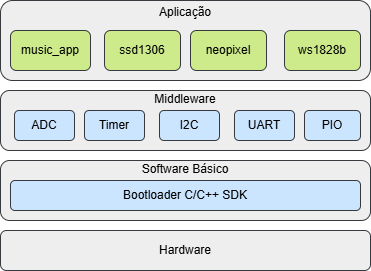 Aplicação
music_app ssd1306 neopixel ws1828b
Middleware
ADC Timer I2C UART PIO
Software Básico
Bootloader C/C++ SDK
Hardware